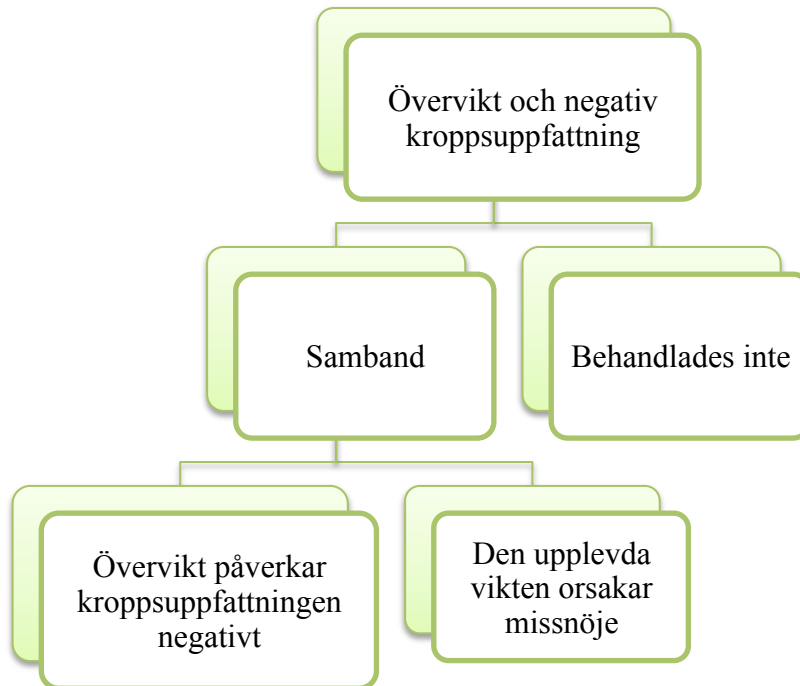 Övervikt och negativ
kroppsuppfattning
Samband
Behandlades inte
Övervikt påverkar
kroppsuppfattningen
negativt
Den upplevda
vikten orsakar
missnöje